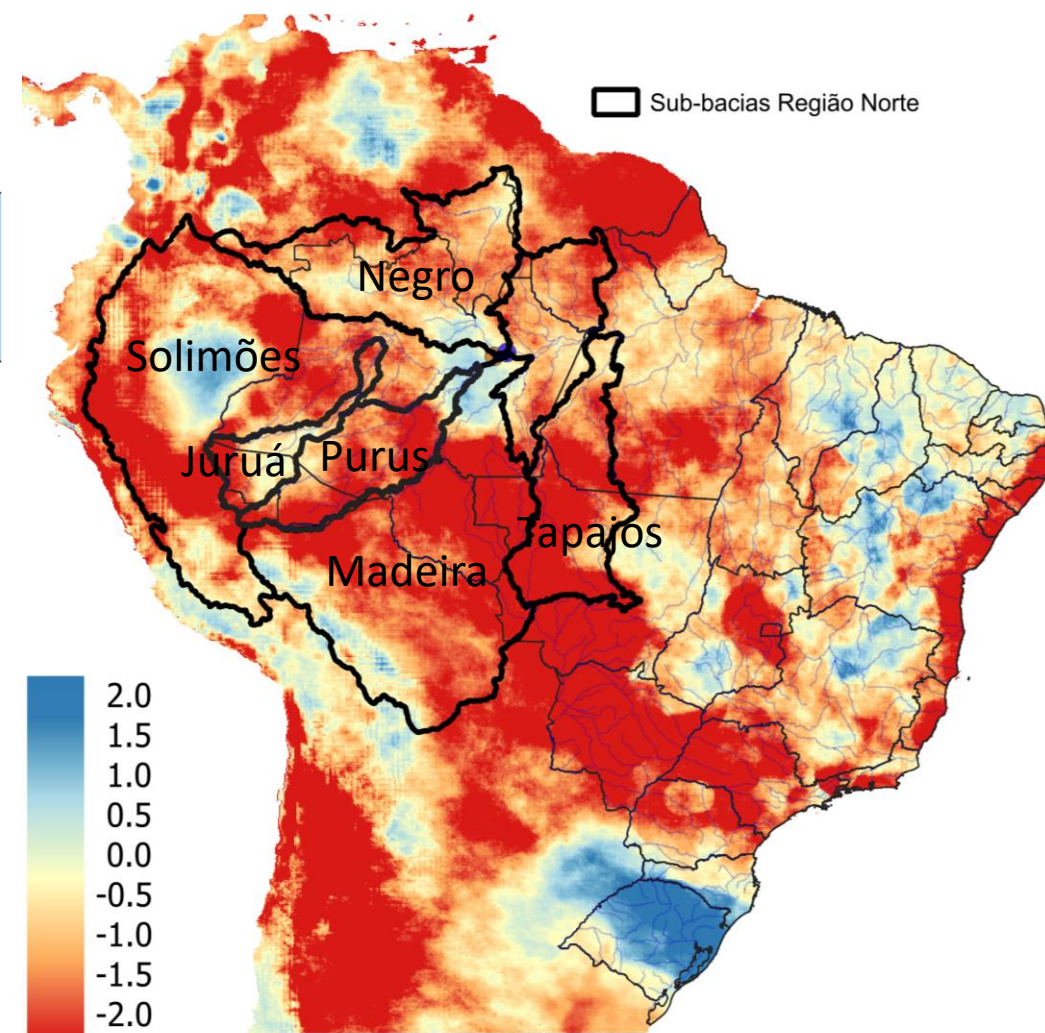 Sub-bacias Região Norte
Negro
Solimões
Juruá
Purus
Tapajós
Madeira
2.0
1.5
1.0
0.5
0.0
-0.5
-1.0
-1.5
-2.0